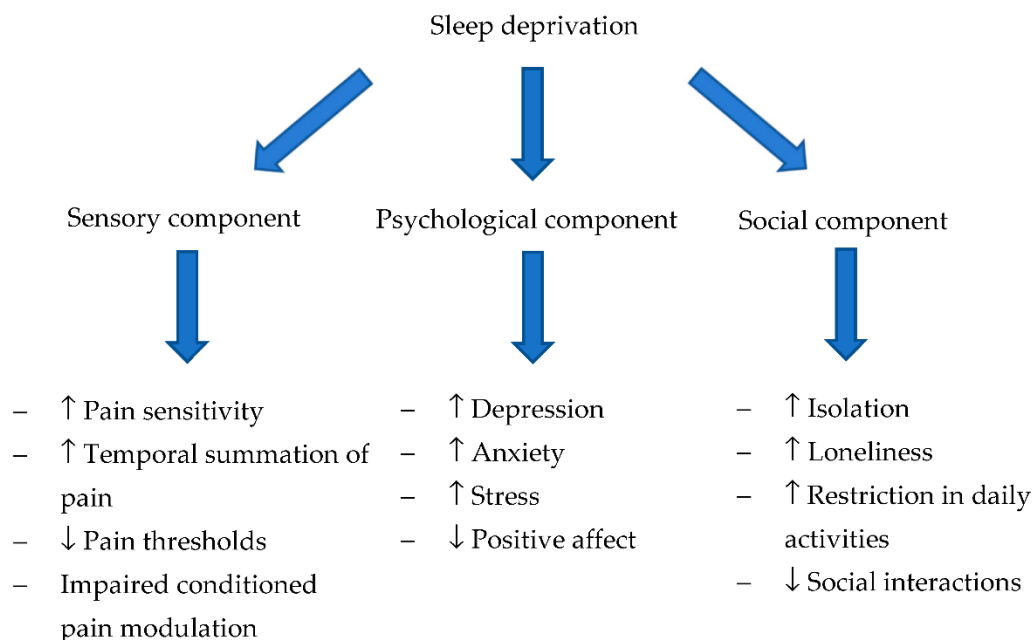 Sleep deprivation
Sensory component
Psychological component
Social component
– ↑ Pain sensitivity
– ↑ Temporal summation of
pain
– ↓ Pain thresholds
– Impaired conditioned
pain modulation
– ↑ Depression
– ↑ Anxiety
– ↑ Stress
– ↓ Positive affect
– ↑ Isolation
– ↑ Loneliness
– ↑ Restriction in daily
activities
– ↓ Social interactions